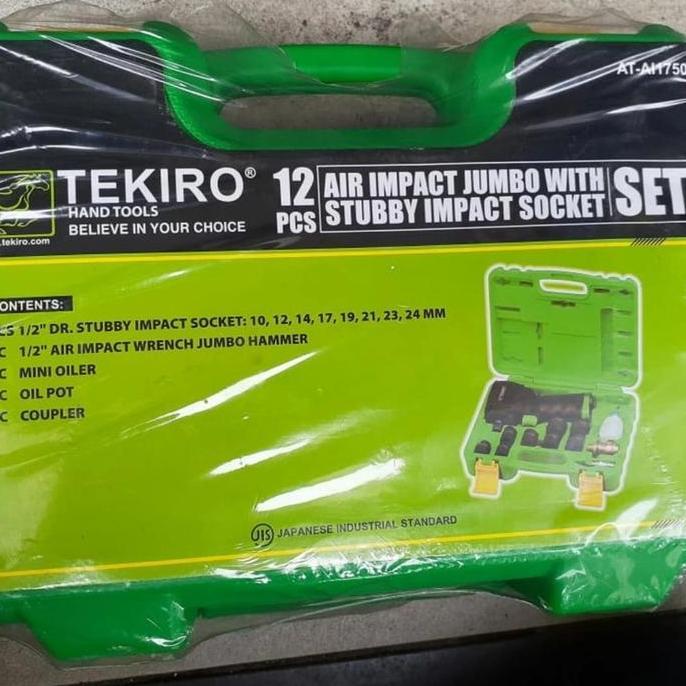 AT-AI1750
TEKIRO®
HAND TOOLS
BELIEVE IN YOUR CHOICE
.tekiro.com
12 PCS
AIR IMPACT JUMBO WITH
STUBBY IMPACT SOCKET
SET
ONTENTS:
1/2" DR. STUBBY IMPACT SOCKET: 10, 12, 14, 17, 19, 21, 23, 24 MM
C 1/2" AIR IMPACT WRENCH JUMBO HAMMER
C MINI OILER
C OIL POT
C COUPLER
JIS JAPANESE INDUSTRIAL STANDARD